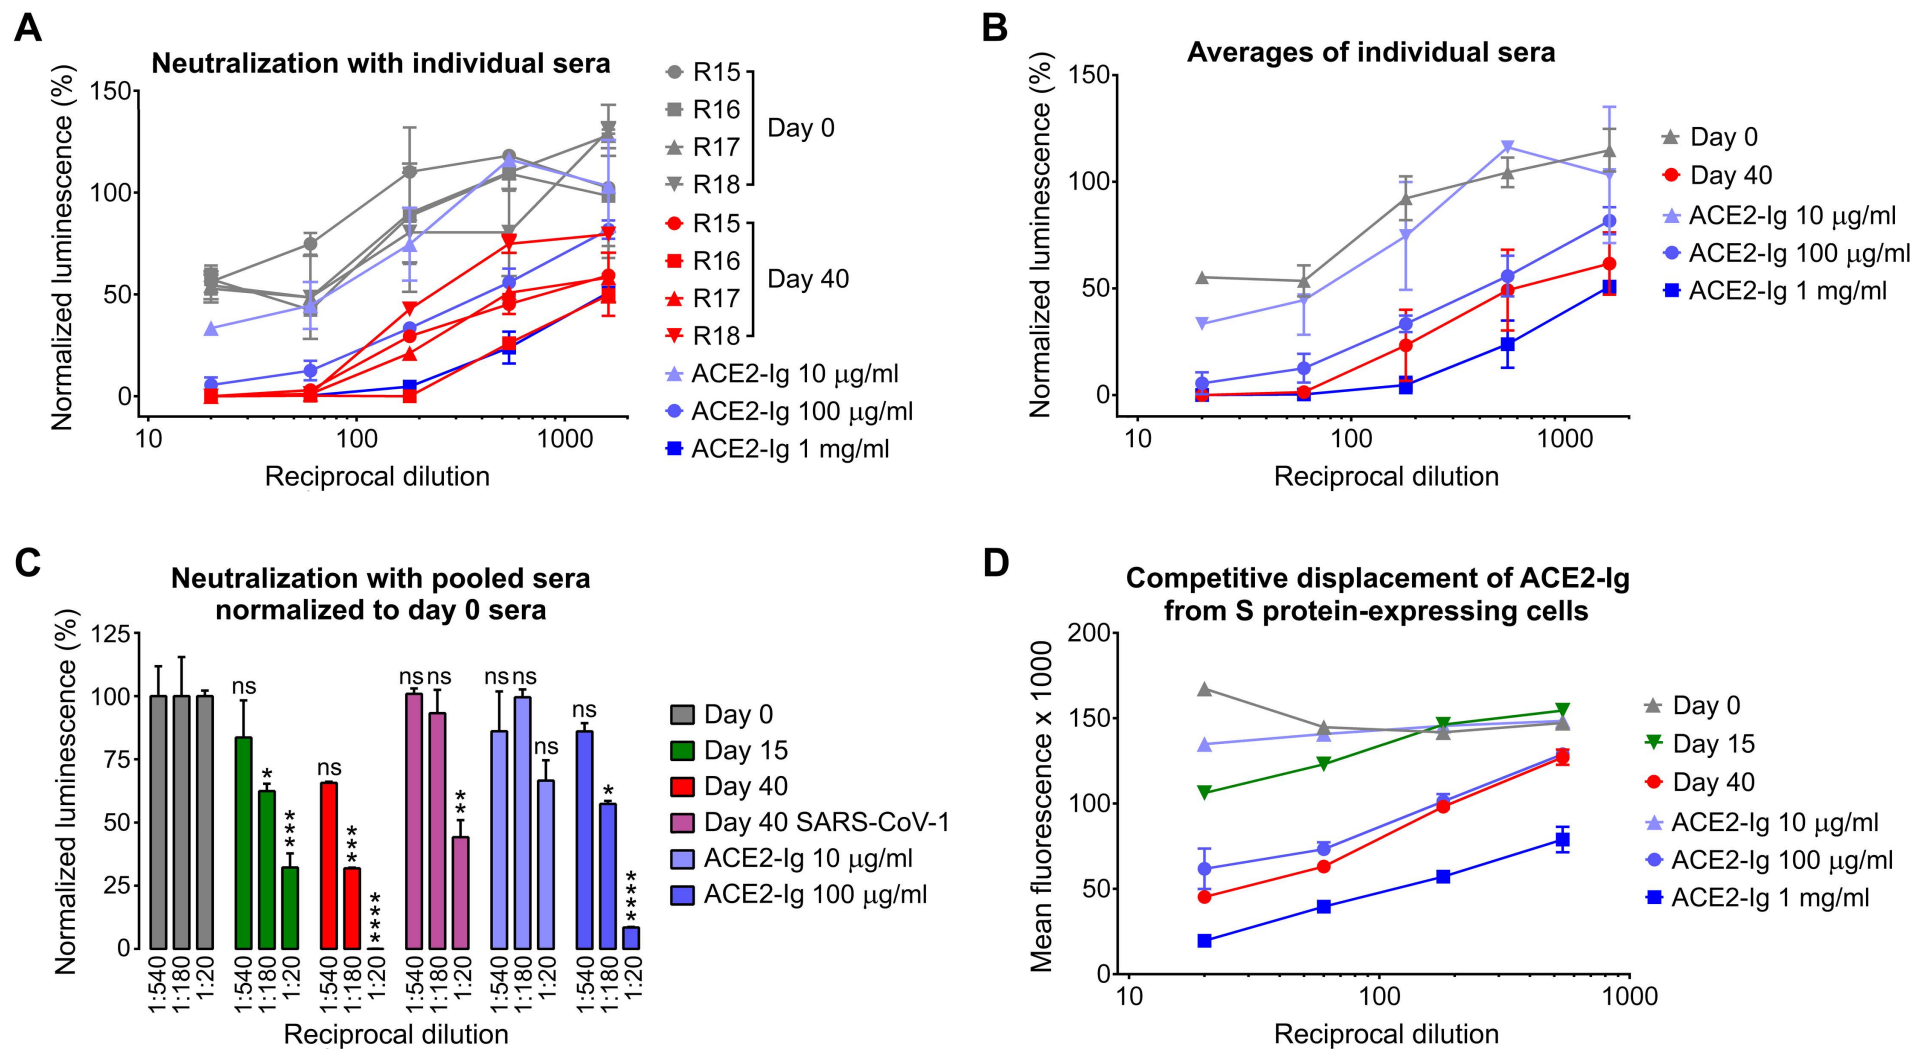 A
Neutralization with individual sera
Normalized luminescence (%)
150
100
50
0
10
100
1000
Reciprocal dilution
R15
R16
R17
R18
Day 0
R15
R16
R17
R18
Day 40
ACE2-Ig 10 μg/ml
ACE2-Ig 100 μg/ml
ACE2-Ig 1 mg/ml
B
Averages of individual sera
Normalized luminescence (%)
150
100
50
0
10
100
1000
Reciprocal dilution
Day 0
Day 40
ACE2-Ig 10 μg/ml
ACE2-Ig 100 μg/ml
ACE2-Ig 1 mg/ml
C
Neutralization with pooled sera
normalized to day 0 sera
Normalized luminescence (%)
125
100
75
50
25
0
ns
*
***
ns
***
****
ns ns
**
ns ns
ns
ns
*
****
1:540
1:180
1:20
1:540
1:180
1:20
1:540
1:180
1:20
1:540
1:180
1:20
1:540
1:180
1:20
1:540
1:180
1:20
Reciprocal dilution
Day 0
Day 15
Day 40
Day 40 SARS-CoV-1
ACE2-Ig 10 μg/ml
ACE2-Ig 100 μg/ml
D
Competitive displacement of ACE2-Ig
from S protein-expressing cells
Mean fluorescence x 1000
200
150
100
50
0
10
100
1000
Reciprocal dilution
Day 0
Day 15
Day 40
ACE2-Ig 10 μg/ml
ACE2-Ig 100 μg/ml
ACE2-Ig 1 mg/ml